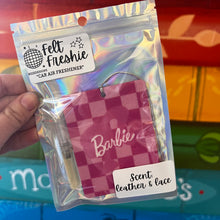 Felt
Freshie
"CAR AIR FRESHENER"
Barbie
Scent:
leather & lace